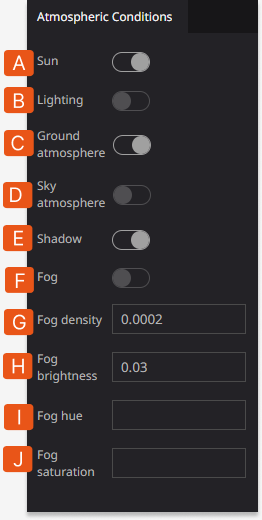 Atmospheric Conditions
A Sun
B Lighting
C Ground
atmosphere
D Sky
atmosphere
E Shadow
F Fog
G Fog density 0.0002
H Fog
brightness 0.03
I Fog hue
J Fog
saturation